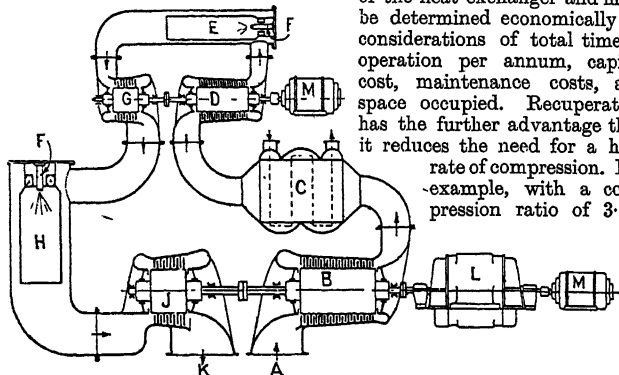 of the heat exchanger and m
be determined economically
considerations of total time
operation per annum, capi
cost, maintenance costs, a
space occupied. Recuperat
has the further advantage th
it reduces the need for a h
rate of compression. I
example, with a co
pression ratio of 3·
E
F
G
D
M
F
C
H
J
B
L
M
K
A